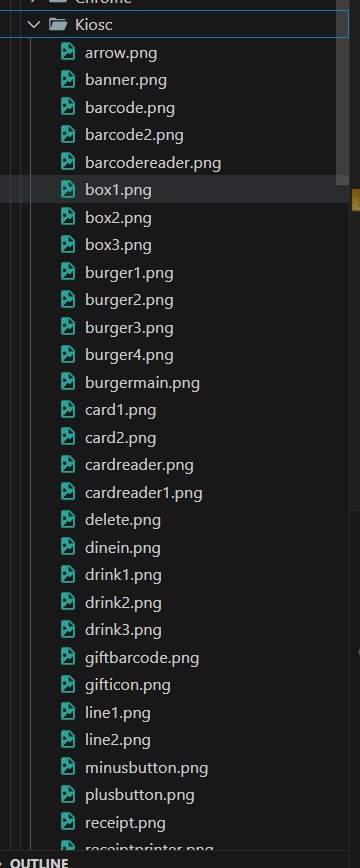 Chrome
Kiosc
arrow.png
banner.png
barcode.png
barcode2.png
barcodereader.png
box1.png
box2.png
box3.png
burger1.png
burger2.png
burger3.png
burger4.png
burgermain.png
card1.png
card2.png
cardreader.png
cardreader1.png
delete.png
dinein.png
drink1.png
drink2.png
drink3.png
giftbarcode.png
gifticon.png
line1.png
line2.png
minusbutton.png
plusbutton.png
receipt.png
receiptprinter.png
OUTLINE